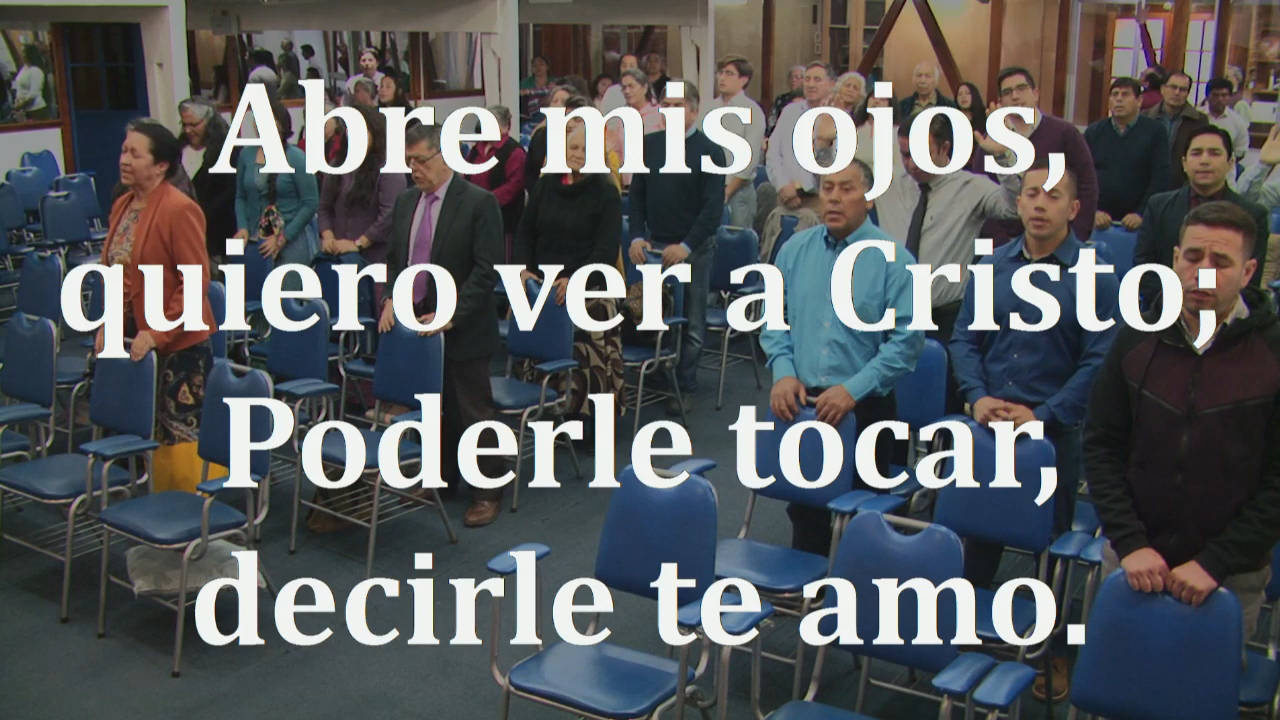 Abre mis ojos,
quiero ver a Cristo;
Poderle tocar,
decirle te amo.